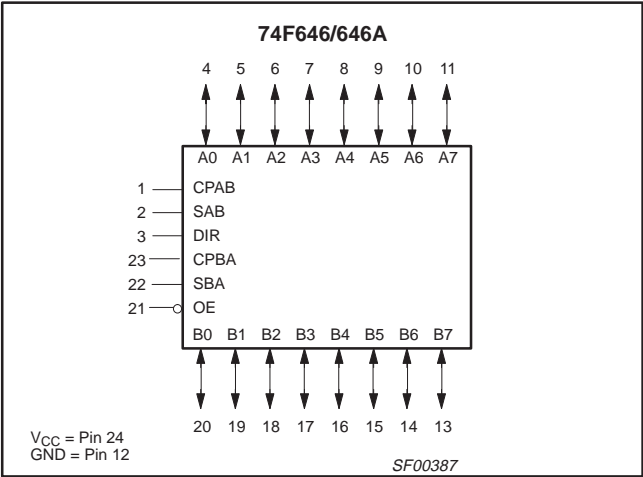 74F646/646A
4 5 6 7 8 9 10 11
A0 A1 A2 A3 A4 A5 A6 A7
1 CPAB
2 SAB
3 DIR
23 CPBA
22 SBA
21 OE
B0 B1 B2 B3 B4 B5 B6 B7
20 19 18 17 16 15 14 13
VCC = Pin 24
GND = Pin 12
SF00387